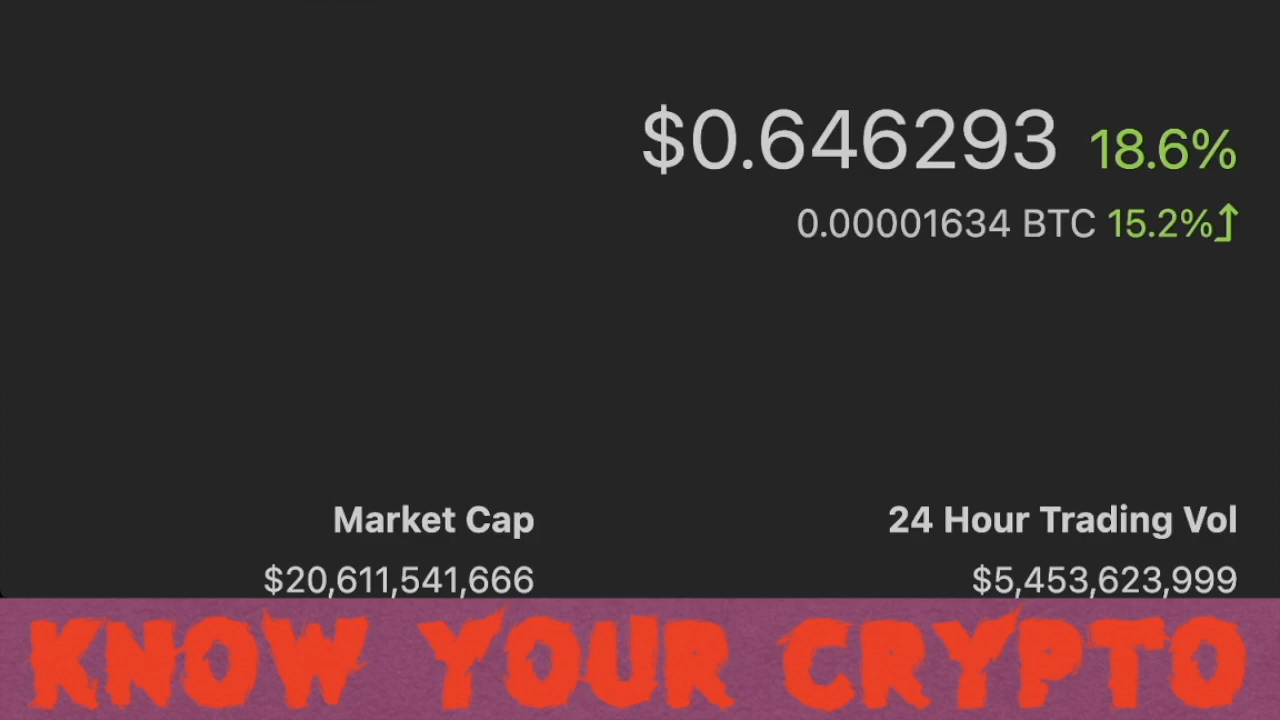 $0.646293 18.6%
0.00001634 BTC 15.2%⤴
Market Cap 24 Hour Trading Vol
$20,611,541,666 $5,453,623,999
KNOW YOUR CRYPTO